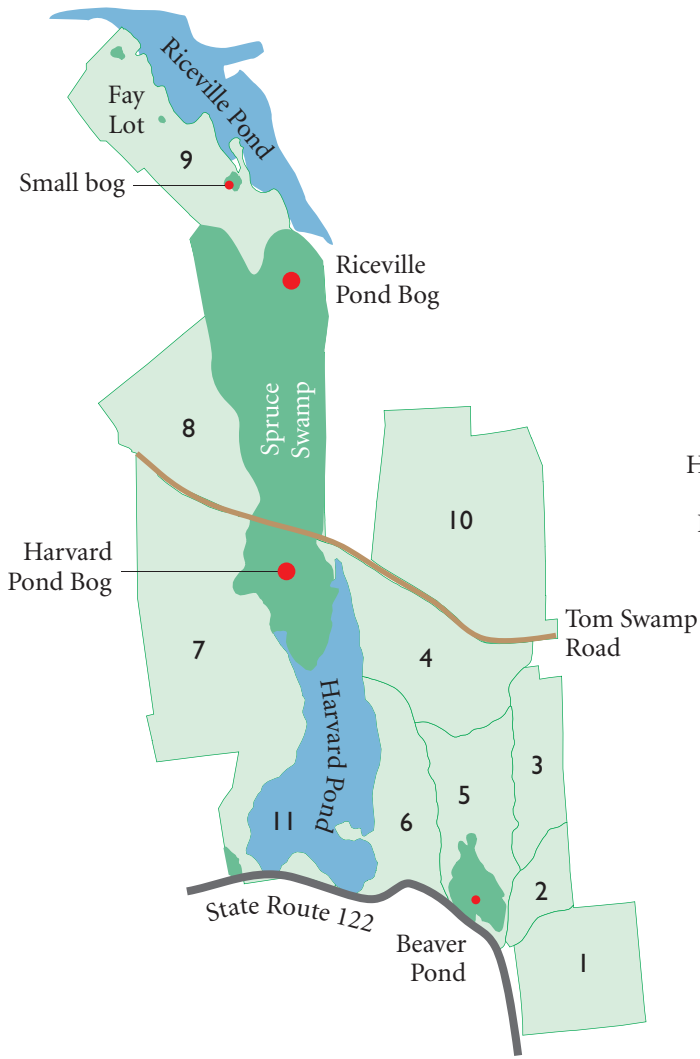 Riceville Pond
Fay
Lot
9
Small bog
Riceville
Pond Bog
Spruce
Swamp
8
H
10
Harvard
Pond Bog
Tom Swamp
Road
7
4
Harvard Pond
3
5
11
6
2
State Route 122
Beaver
Pond
1